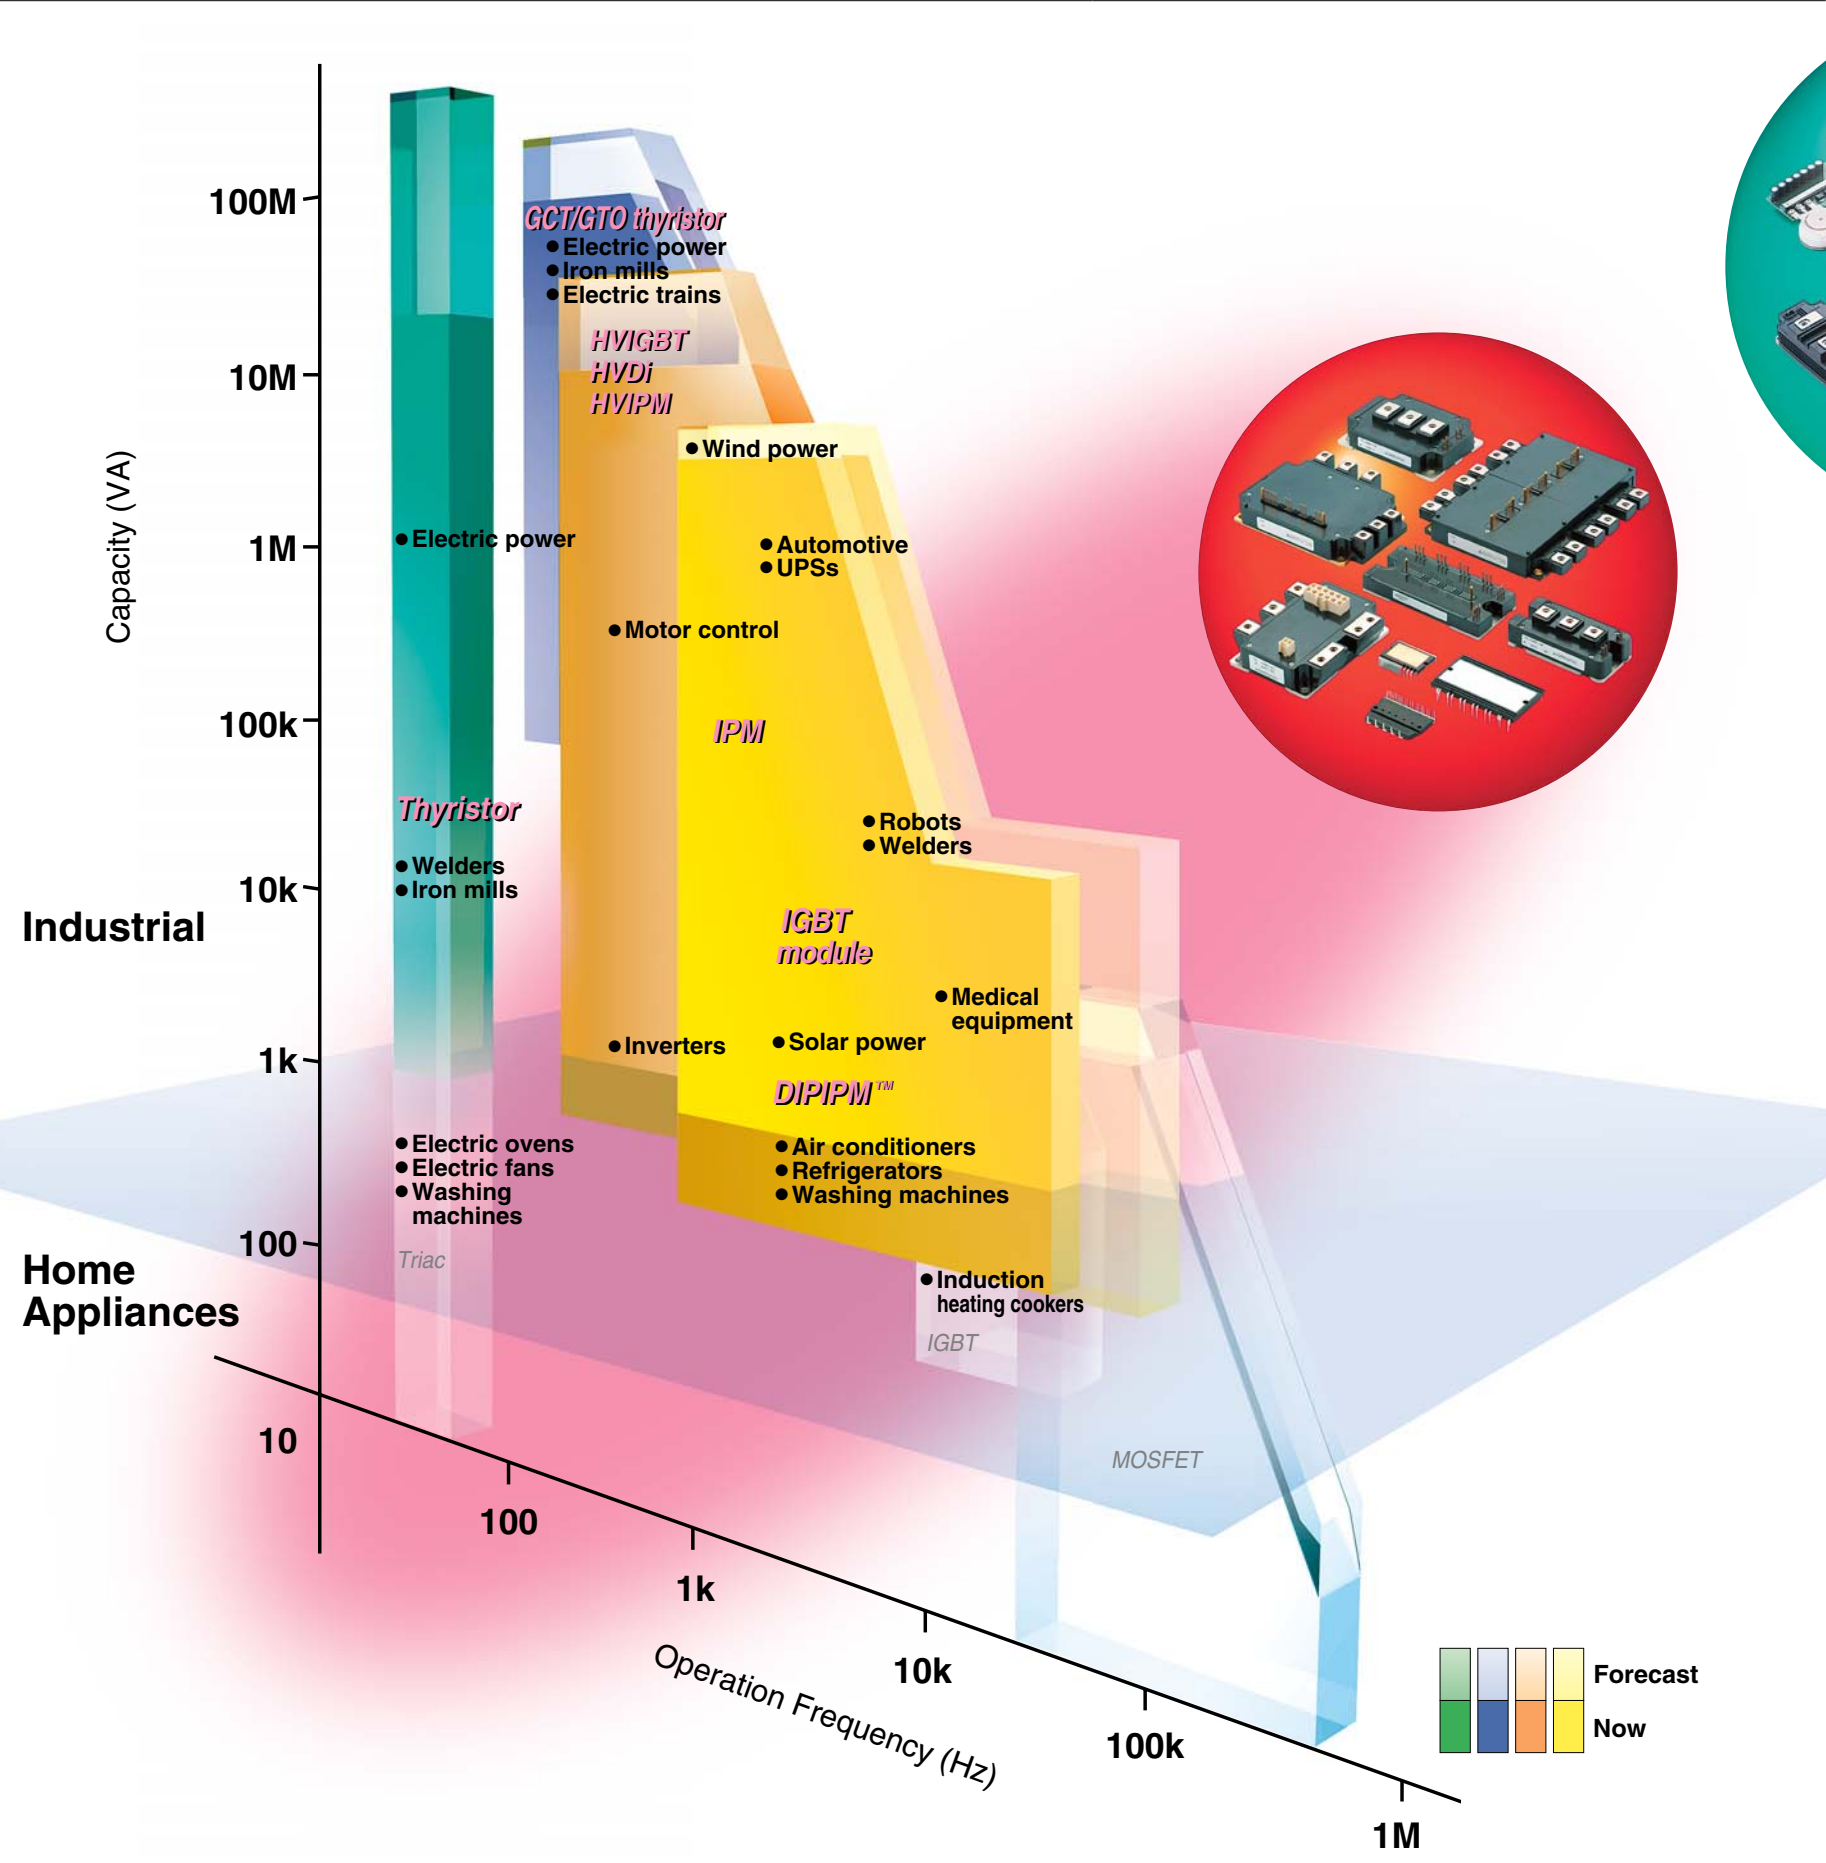 100M
10M
1M
100k
10k
1k
100
10
Capacity (VA)
Industrial
Home
Appliances
GCT/GTO thyristor
● Electric power
● Iron mills
● Electric trains
HVIGBT
HVDi
HVIPM
● Wind power
● Electric power
● Automotive
● UPSs
● Motor control
IPM
Thyristor
● Robots
● Welders
● Welders
● Iron mills
IGBT
module
● Medical
equipment
● Solar power
● Inverters
DIPIPM™
● Electric ovens
● Electric fans
● Washing
machines
Triac
● Air conditioners
● Refrigerators
● Washing machines
● Induction
heating cookers
IGBT
MOSFET
100
1k
10k
100k
1M
Operation Frequency (Hz)
Forecast
Now